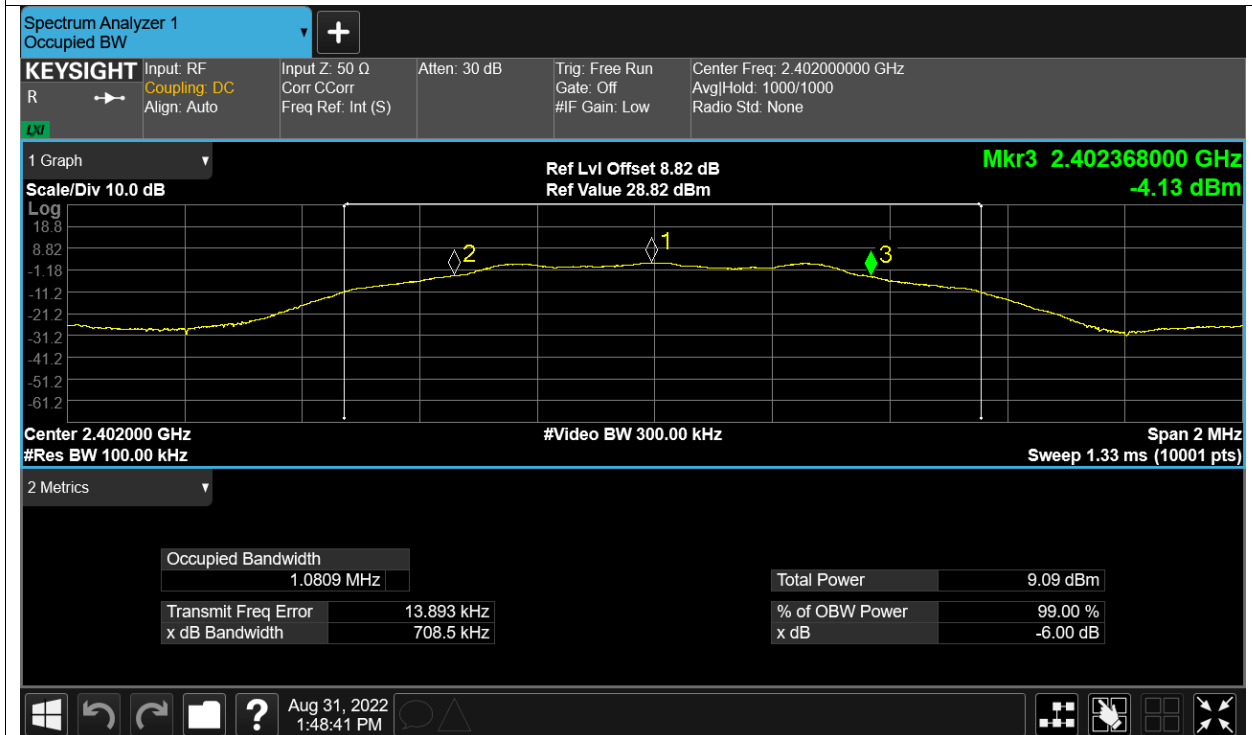 Spectrum Analyzer 1
Occupied BW
+
KEYSIGHT
R
LXI
Input: RF
Coupling: DC
Align: Auto
Input Z: 50 Ω
Corr CCorr
Freq Ref: Int (S)
Atten: 30 dB
Trig: Free Run
Gate: Off
#IF Gain: Low
Center Freq: 2.402000000 GHz
Avg|Hold: 1000/1000
Radio Std: None
1 Graph
Scale/Div 10.0 dB
Ref Lvl Offset 8.82 dB
Ref Value 28.82 dBm
Mkr3 2.402368000 GHz
-4.13 dBm
Log
18.8
8.82
-1.18
-11.2
-21.2
-31.2
-41.2
-51.2
-61.2
2
1
3
Center 2.402000 GHz
#Video BW 300.00 kHz
Span 2 MHz
#Res BW 100.00 kHz
Sweep 1.33 ms (10001 pts)
2 Metrics
Occupied Bandwidth
1.0809 MHz
Total Power 9.09 dBm
Transmit Freq Error 13.893 kHz
% of OBW Power 99.00 %
x dB Bandwidth 708.5 kHz
x dB -6.00 dB
?
Aug 31, 2022
1:48:41 PM